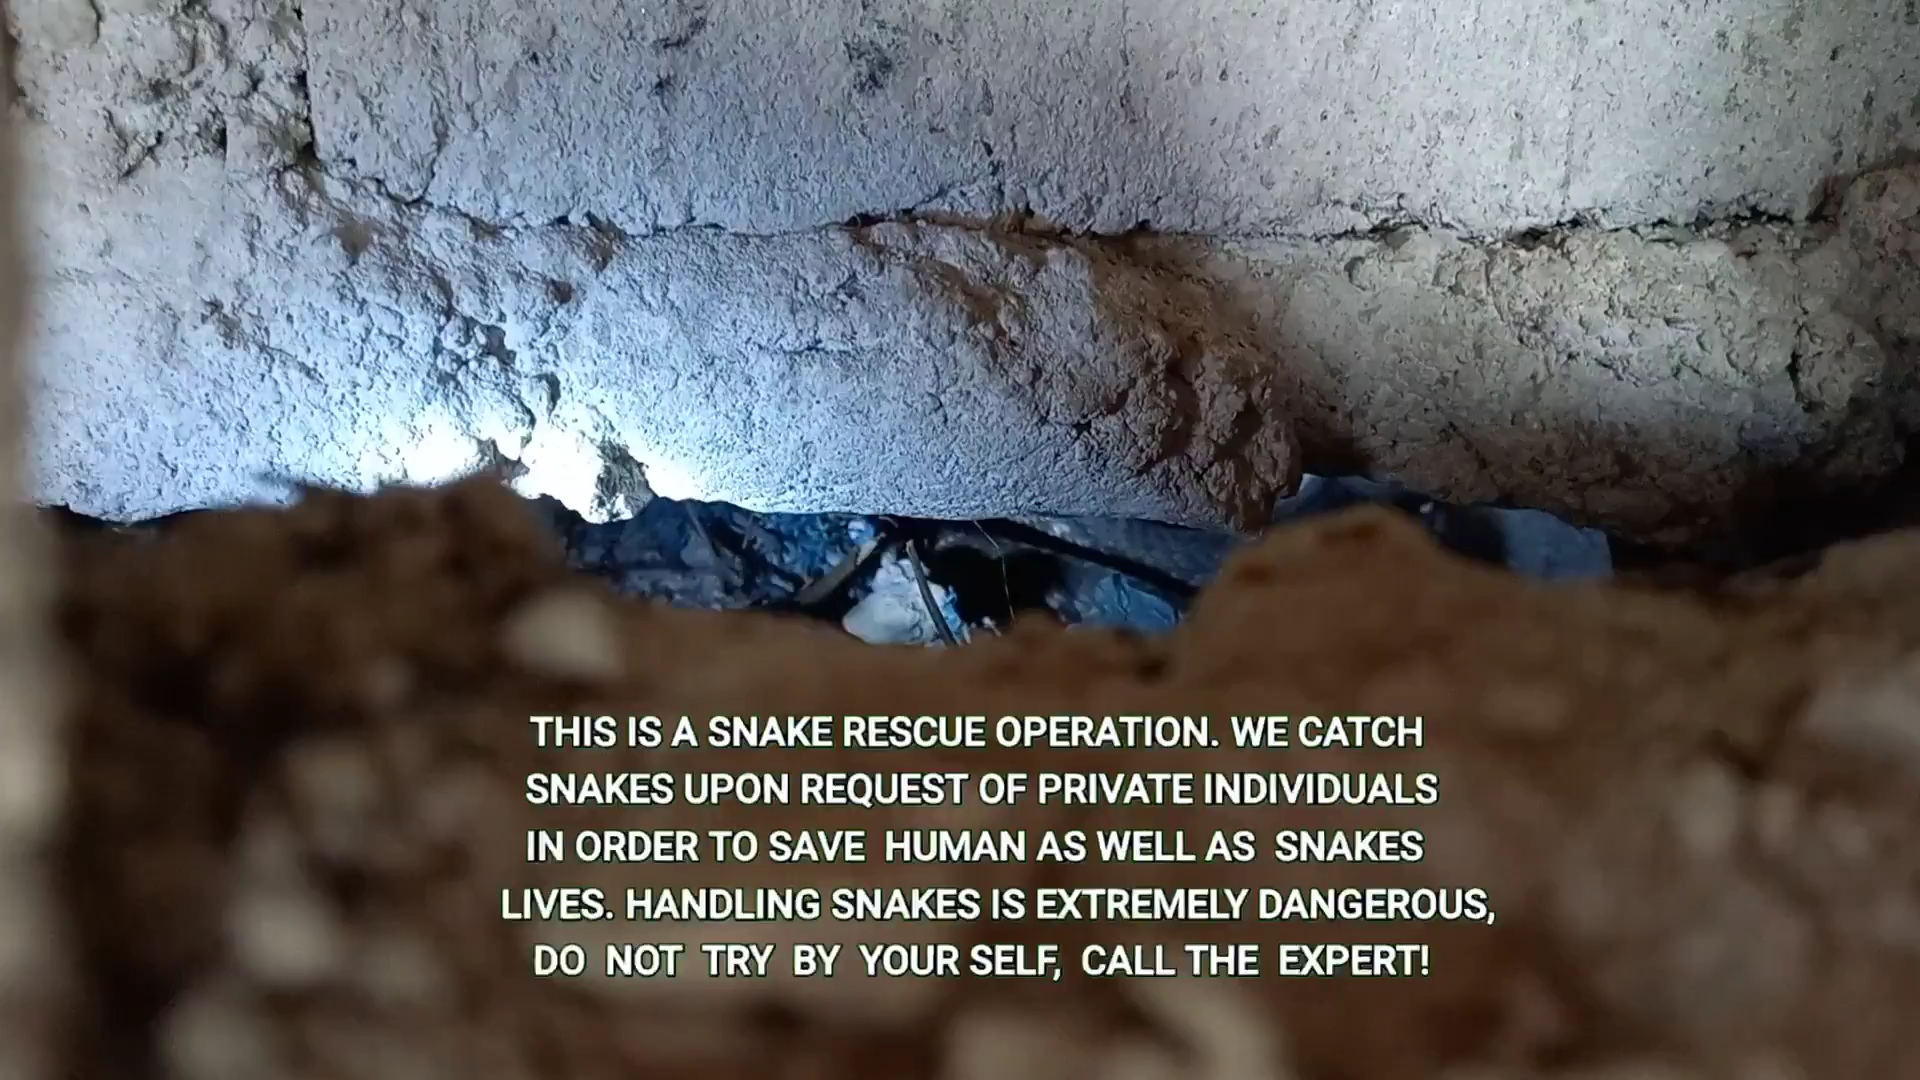 THIS IS A SNAKE RESCUE OPERATION. WE CATCH
SNAKES UPON REQUEST OF PRIVATE INDIVIDUALS
IN ORDER TO SAVE HUMAN AS WELL AS SNAKES
LIVES. HANDLING SNAKES IS EXTREMELY DANGEROUS,
DO NOT TRY BY YOUR SELF, CALL THE EXPERT!